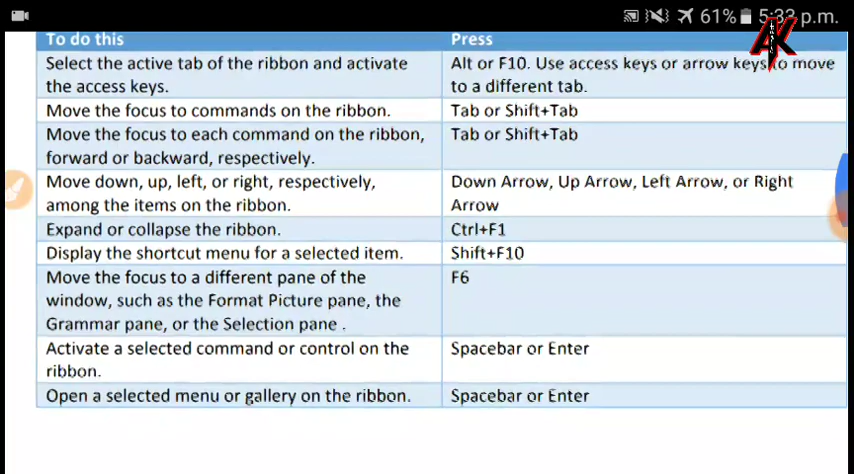 61% 5:33 p.m.
AK
To do this Press
Select the active tab of the ribbon and activate Alt or F10. Use access keys or arrow keys to move
the access keys. to a different tab.
Move the focus to commands on the ribbon. Tab or Shift+Tab
Move the focus to each command on the ribbon, Tab or Shift+Tab
forward or backward, respectively.
Move down, up, left, or right, respectively, Down Arrow, Up Arrow, Left Arrow, or Right
among the items on the ribbon. Arrow
Expand or collapse the ribbon. Ctrl+F1
Display the shortcut menu for a selected item. Shift+F10
Move the focus to a different pane of the F6
window, such as the Format Picture pane, the
Grammar pane, or the Selection pane .
Activate a selected command or control on the Spacebar or Enter
ribbon.
Open a selected menu or gallery on the ribbon. Spacebar or Enter